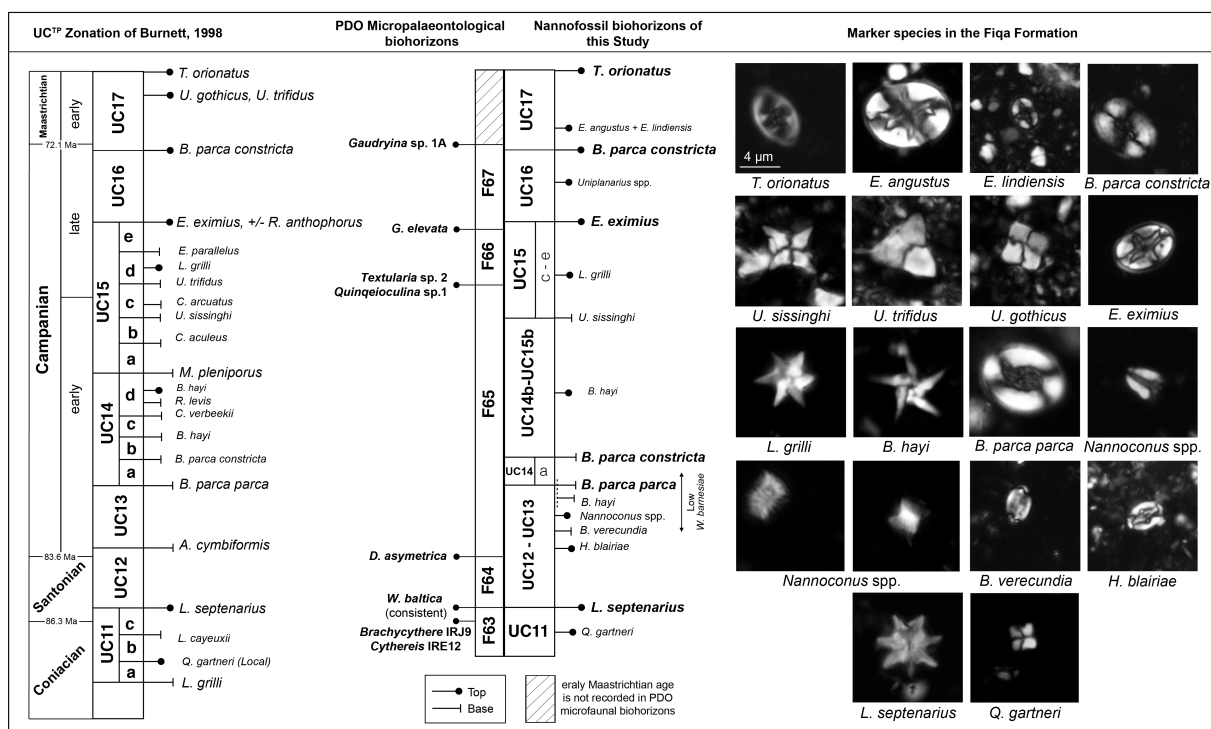 UCTP Zonation of Burnett, 1998
PDO Micropalaeontological
biohorizons
Nannofossil biohorizons
of this Study
Marker species in the Fiqa Formation
Maastrichtian
early
72.1 Ma
Campanian
late
early
83.6 Ma
Santonian
86.3 Ma
Coniacian
UC17
UC16
UC15
e
d
c
b
a
UC14
d
c
b
a
UC13
UC12
UC11
c
b
a
T. orionatus
U. gothicus, U. trifidus
B. parca constricta
E. eximius, +/- R. anthophorus
E. parallelus
L. grilli
U. trifidus
C. arcuatus
U. sissinghi
C. aculeus
M. pleniporus
B. hayi
R. levis
C. verbeekii
B. hayi
B. parca constricta
B. parca parca
A. cymbiformis
L. septenarius
L. cayeuxii
Q. gartneri (Local)
L. grilli
Gaudryina sp. 1A
G. elevata
Textularia sp. 2
Quinqeioculina sp.1
D. asymetrica
W. baltica
(consistent)
Brachycythere IRJ9
Cythereis IRE12
F67
F66
F65
F64
F63
UC17
UC16
UC15
c - e
UC14b-UC15b
UC14
a
UC12 - UC13
UC11
T. orionatus
E. angustus + E. lindiensis
B. parca constricta
Uniplanarius spp.
E. eximius
L. grilli
U. sissinghi
B. hayi
B. parca constricta
B. parca parca
B. hayi
Nannoconus spp.
B. verecundia
H. blairiae
Low
W. barnesiae
L. septenarius
Q. gartneri
Top
Base
eraly Maastrichtian age
is not recorded in PDO
microfaunal biohorizons
4 µm
T. orionatus
E. angustus
E. lindiensis
B. parca constricta
U. sissinghi
U. trifidus
U. gothicus
E. eximius
L. grilli
B. hayi
B. parca parca
Nannoconus spp.
Nannoconus spp.
B. verecundia
H. blairiae
L. septenarius
Q. gartneri